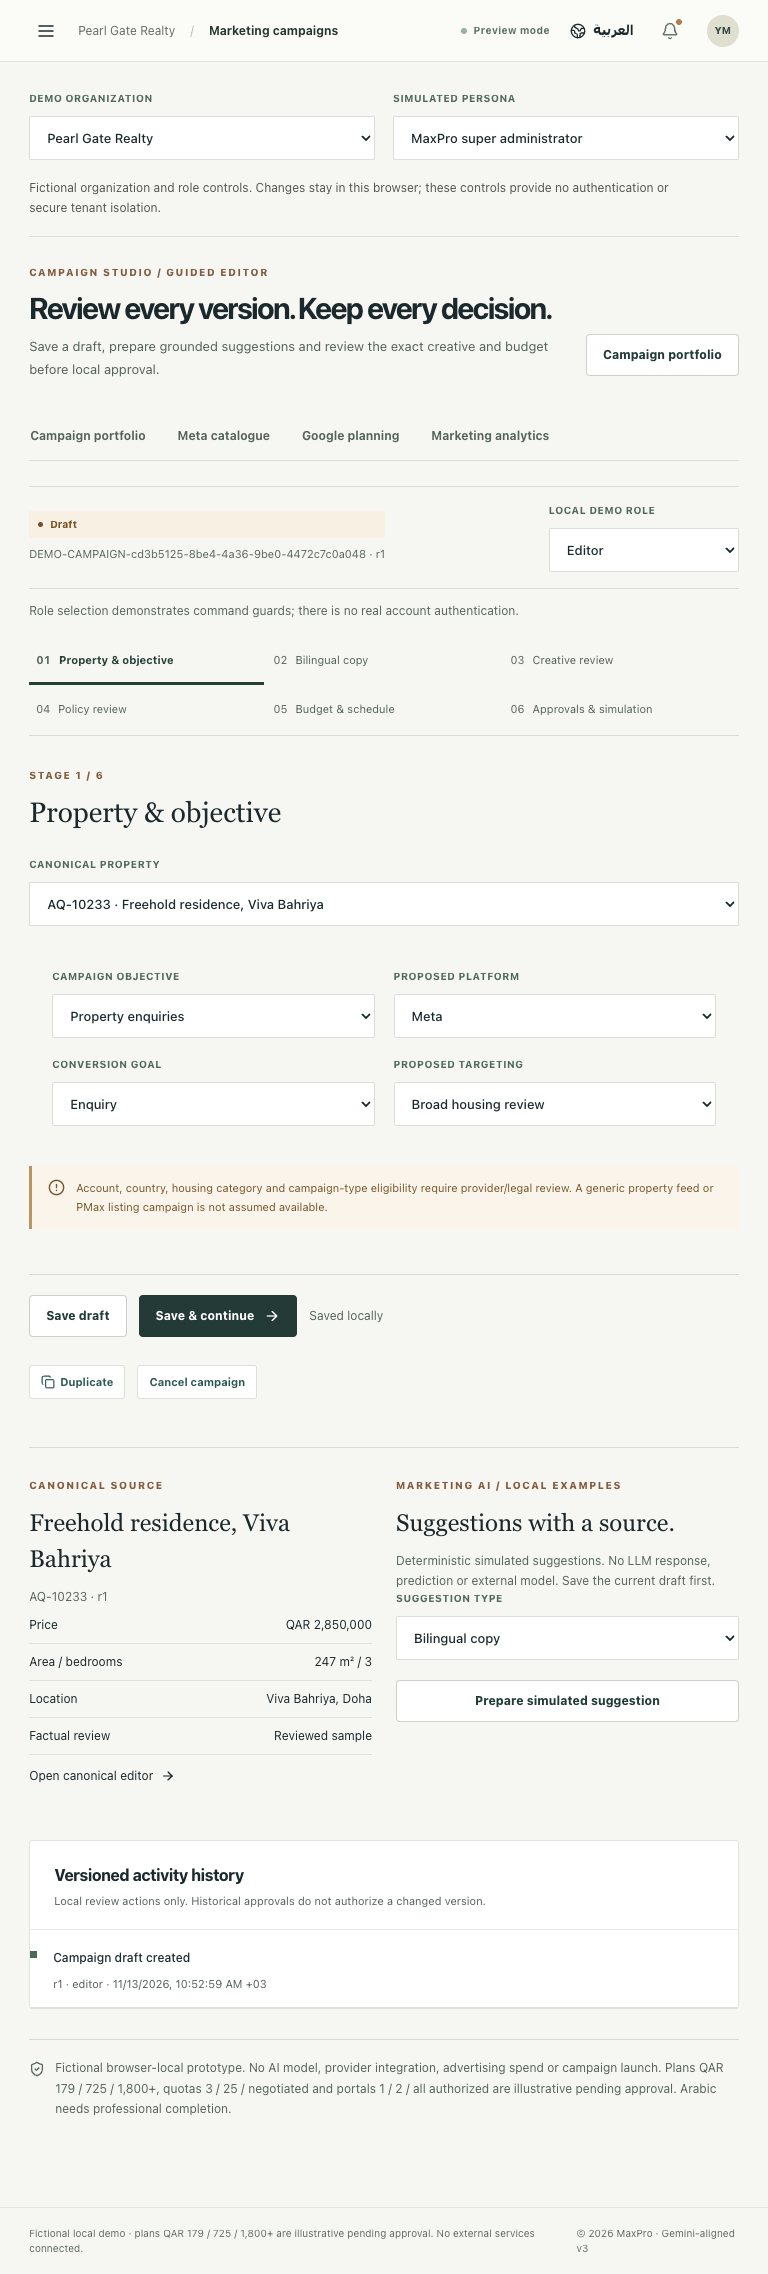 Pearl Gate Realty / Marketing campaigns
Preview mode
العربية
YM
DEMO ORGANIZATION
Pearl Gate Realty
SIMULATED PERSONA
MaxPro super administrator
Fictional organization and role controls. Changes stay in this browser; these controls provide no authentication or
secure tenant isolation.
CAMPAIGN STUDIO / GUIDED EDITOR
Review every version. Keep every decision.
Save a draft, prepare grounded suggestions and review the exact creative and budget
before local approval.
Campaign portfolio
Campaign portfolio
Meta catalogue
Google planning
Marketing analytics
Draft
DEMO-CAMPAIGN-cd3b5125-8be4-4a36-9be0-4472c7c0a048 · r1
LOCAL DEMO ROLE
Editor
Role selection demonstrates command guards; there is no real account authentication.
01 Property & objective
02 Bilingual copy
03 Creative review
04 Policy review
05 Budget & schedule
06 Approvals & simulation
STAGE 1 / 6
Property & objective
CANONICAL PROPERTY
AQ-10233 · Freehold residence, Viva Bahriya
CAMPAIGN OBJECTIVE
Property enquiries
PROPOSED PLATFORM
Meta
CONVERSION GOAL
Enquiry
PROPOSED TARGETING
Broad housing review
Account, country, housing category and campaign-type eligibility require provider/legal review. A generic property feed or
PMax listing campaign is not assumed available.
Save draft
Save & continue
Saved locally
Duplicate
Cancel campaign
CANONICAL SOURCE
Freehold residence, Viva
Bahriya
AQ-10233 · r1
Price QAR 2,850,000
Area / bedrooms 247 m² / 3
Location Viva Bahriya, Doha
Factual review Reviewed sample
Open canonical editor
MARKETING AI / LOCAL EXAMPLES
Suggestions with a source.
Deterministic simulated suggestions. No LLM response,
prediction or external model. Save the current draft first.
SUGGESTION TYPE
Bilingual copy
Prepare simulated suggestion
Versioned activity history
Local review actions only. Historical approvals do not authorize a changed version.
Campaign draft created
r1 · editor · 11/13/2026, 10:52:59 AM +03
Fictional browser-local prototype. No AI model, provider integration, advertising spend or campaign launch. Plans QAR
179 / 725 / 1,800+, quotas 3 / 25 / negotiated and portals 1 / 2 / all authorized are illustrative pending approval. Arabic
needs professional completion.
Fictional local demo · plans QAR 179 / 725 / 1,800+ are illustrative pending approval. No external services
connected.
© 2026 MaxPro · Gemini-aligned
v3